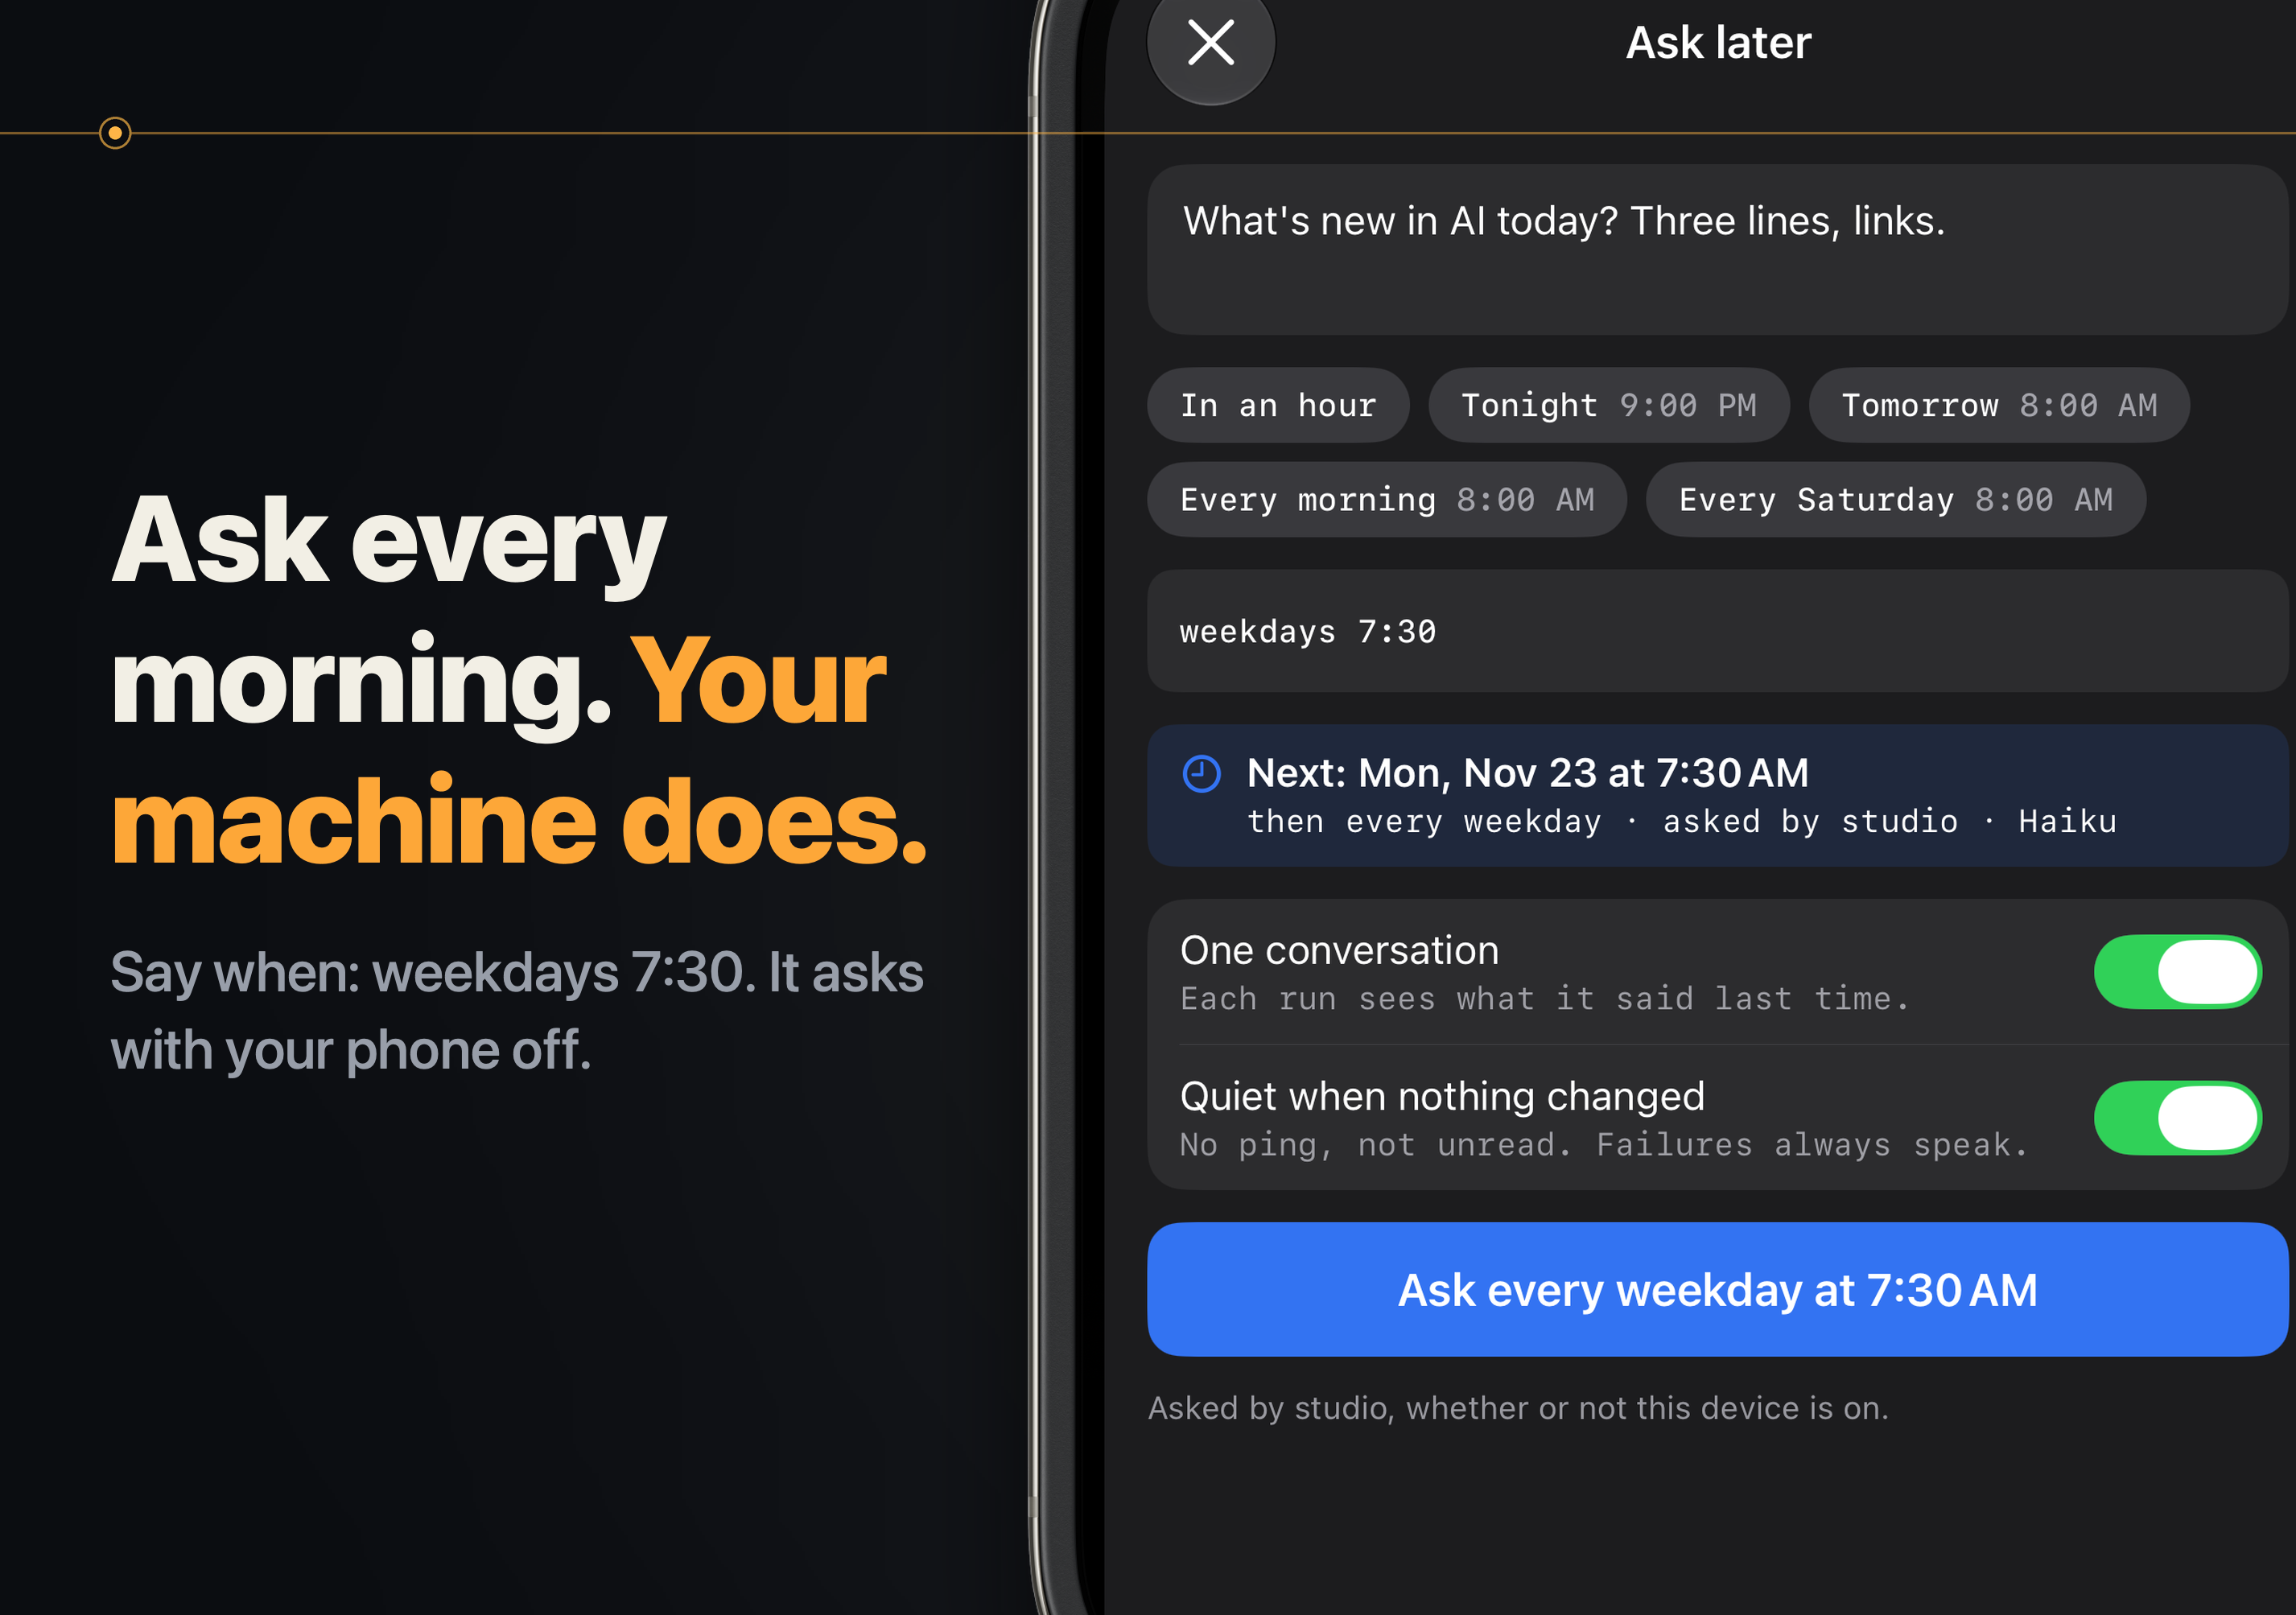 Ask every
morning. Your
machine does.
Say when: weekdays 7:30. It asks
with your phone off.
Ask later
What's new in AI today? Three lines, links.
In an hour
Tonight 9:00 PM
Tomorrow 8:00 AM
Every morning 8:00 AM
Every Saturday 8:00 AM
weekdays 7:30
Next: Mon, Nov 23 at 7:30 AM
then every weekday · asked by studio · Haiku
One conversation
Each run sees what it said last time.
Quiet when nothing changed
No ping, not unread. Failures always speak.
Ask every weekday at 7:30 AM
Asked by studio, whether or not this device is on.